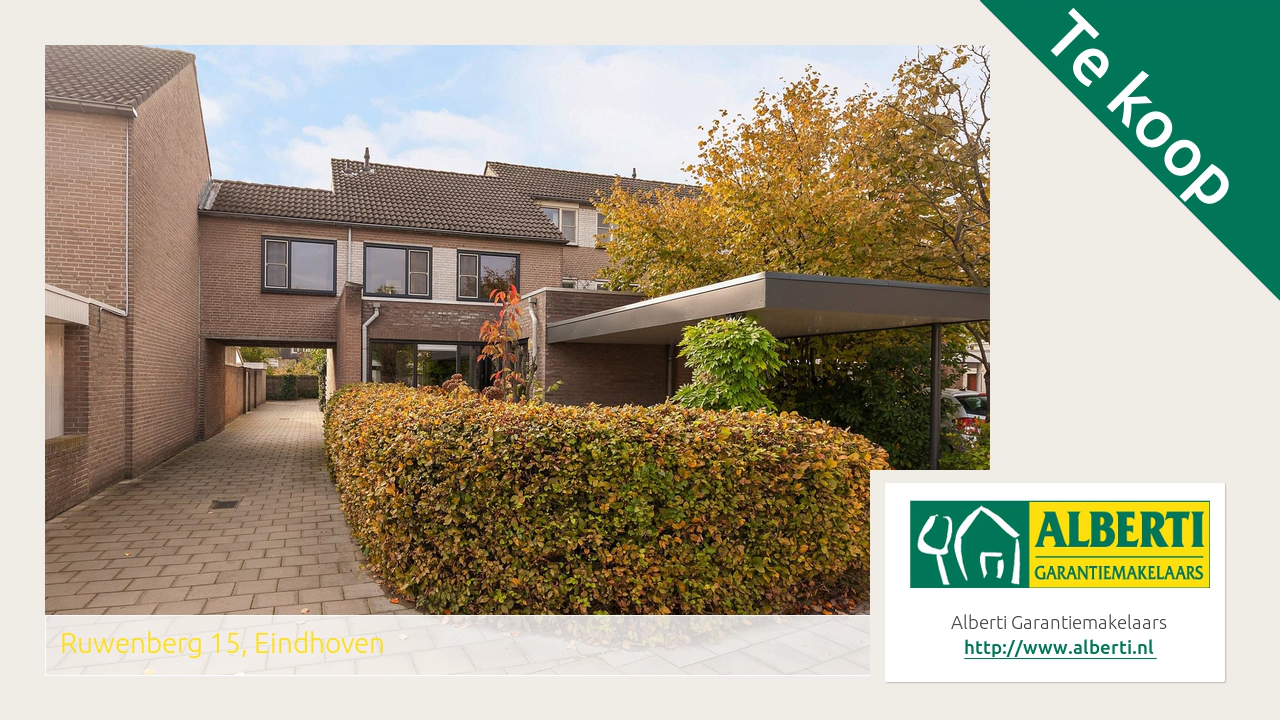 Te koop
Ruwenberg 15, Eindhoven
ALBERTI
GARANTIEMAKELAARS
Alberti Garantiemakelaars
http://www.alberti.nl